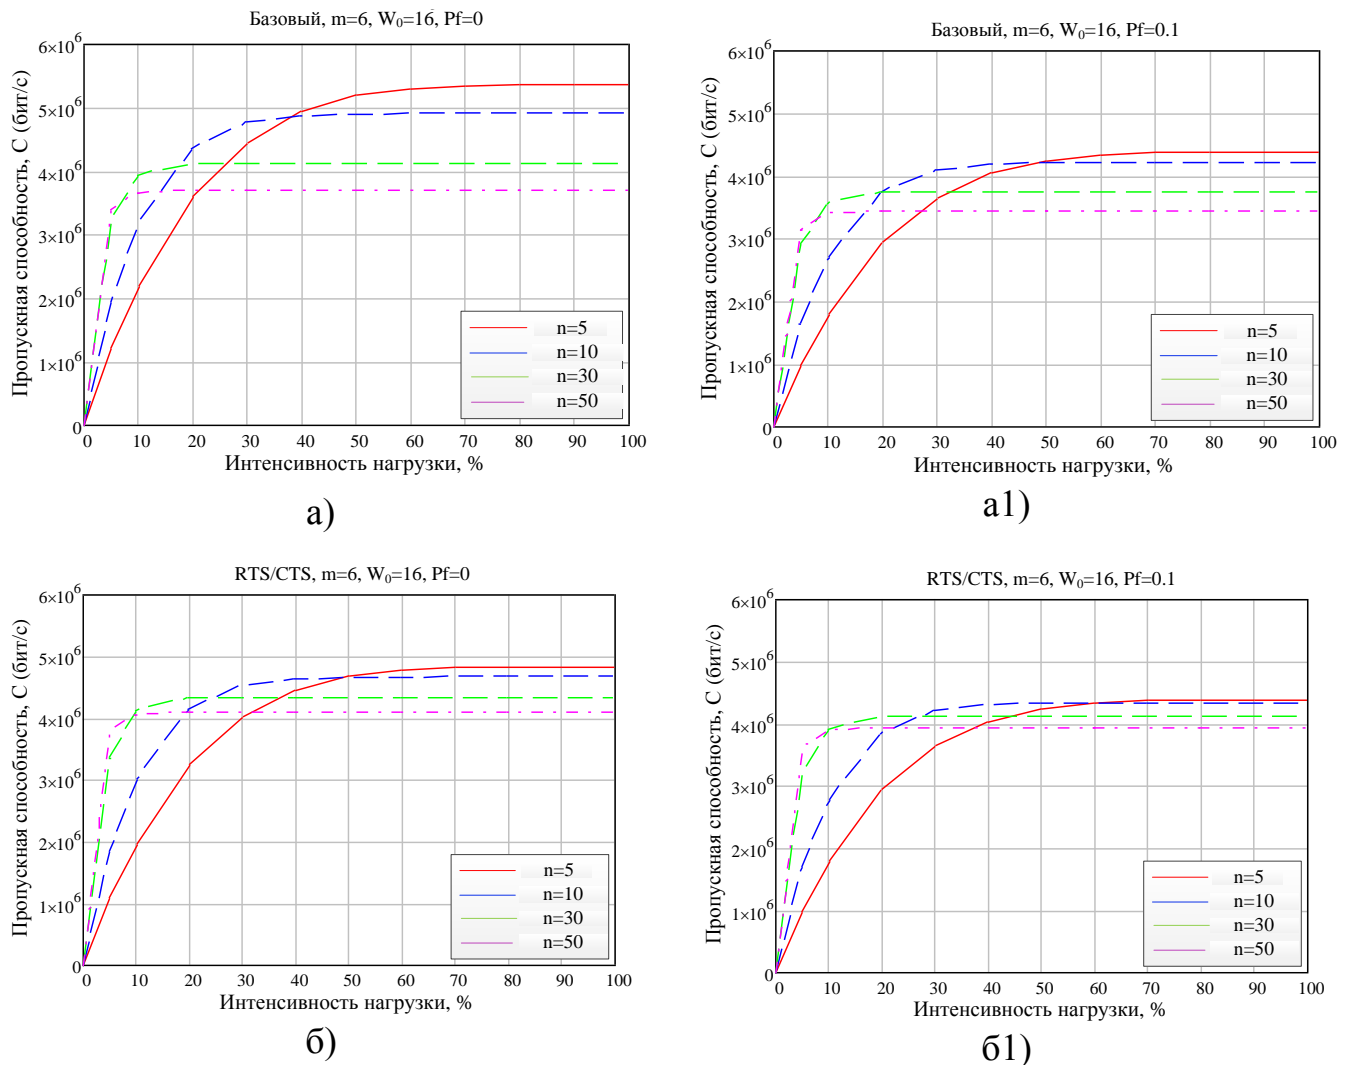 Базовый, m=6, W₀=16, Pf=0
Пропускная способность, C (бит/с)
6×10⁶
5×10⁶
4×10⁶
3×10⁶
2×10⁶
1×10⁶
0
n=5
n=10
n=30
n=50
0 10 20 30 40 50 60 70 80 90 100
Интенсивность нагрузки, %
а)
Базовый, m=6, W₀=16, Pf=0.1
Пропускная способность, C (бит/с)
6×10⁶
5×10⁶
4×10⁶
3×10⁶
2×10⁶
1×10⁶
0
n=5
n=10
n=30
n=50
0 10 20 30 40 50 60 70 80 90 100
Интенсивность нагрузки, %
а1)
RTS/CTS, m=6, W₀=16, Pf=0
Пропускная способность, C (бит/с)
6×10⁶
5×10⁶
4×10⁶
3×10⁶
2×10⁶
1×10⁶
0
n=5
n=10
n=30
n=50
0 10 20 30 40 50 60 70 80 90 100
Интенсивность нагрузки, %
б)
RTS/CTS, m=6, W₀=16, Pf=0.1
Пропускная способность, C (бит/с)
6×10⁶
5×10⁶
4×10⁶
3×10⁶
2×10⁶
1×10⁶
0
n=5
n=10
n=30
n=50
0 10 20 30 40 50 60 70 80 90 100
Интенсивность нагрузки, %
б1)